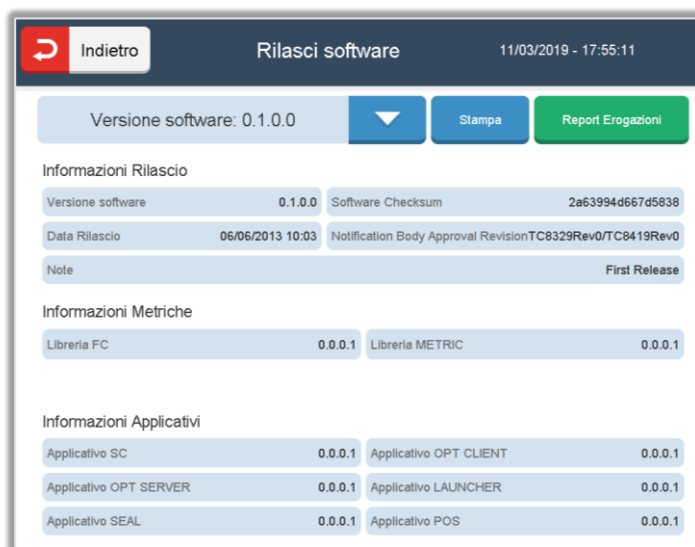 Indietro Rilasci software 11/03/2019 - 17:55:11
Versione software: 0.1.0.0 Stampa Report Erogazioni
Informazioni Rilascio
Versione software 0.1.0.0 Software Checksum 2a63994d667d5838
Data Rilascio 06/06/2013 10:03 Notification Body Approval RevisionTC8329Rev0/TC8419Rev0
Note First Release
Informazioni Metriche
Libreria FC 0.0.0.1 Libreria METRIC 0.0.0.1
Informazioni Applicativi
Applicativo SC 0.0.0.1 Applicativo OPT CLIENT 0.0.0.1
Applicativo OPT SERVER 0.0.0.1 Applicativo LAUNCHER 0.0.0.1
Applicativo SEAL 0.0.0.1 Applicativo POS 0.0.0.1